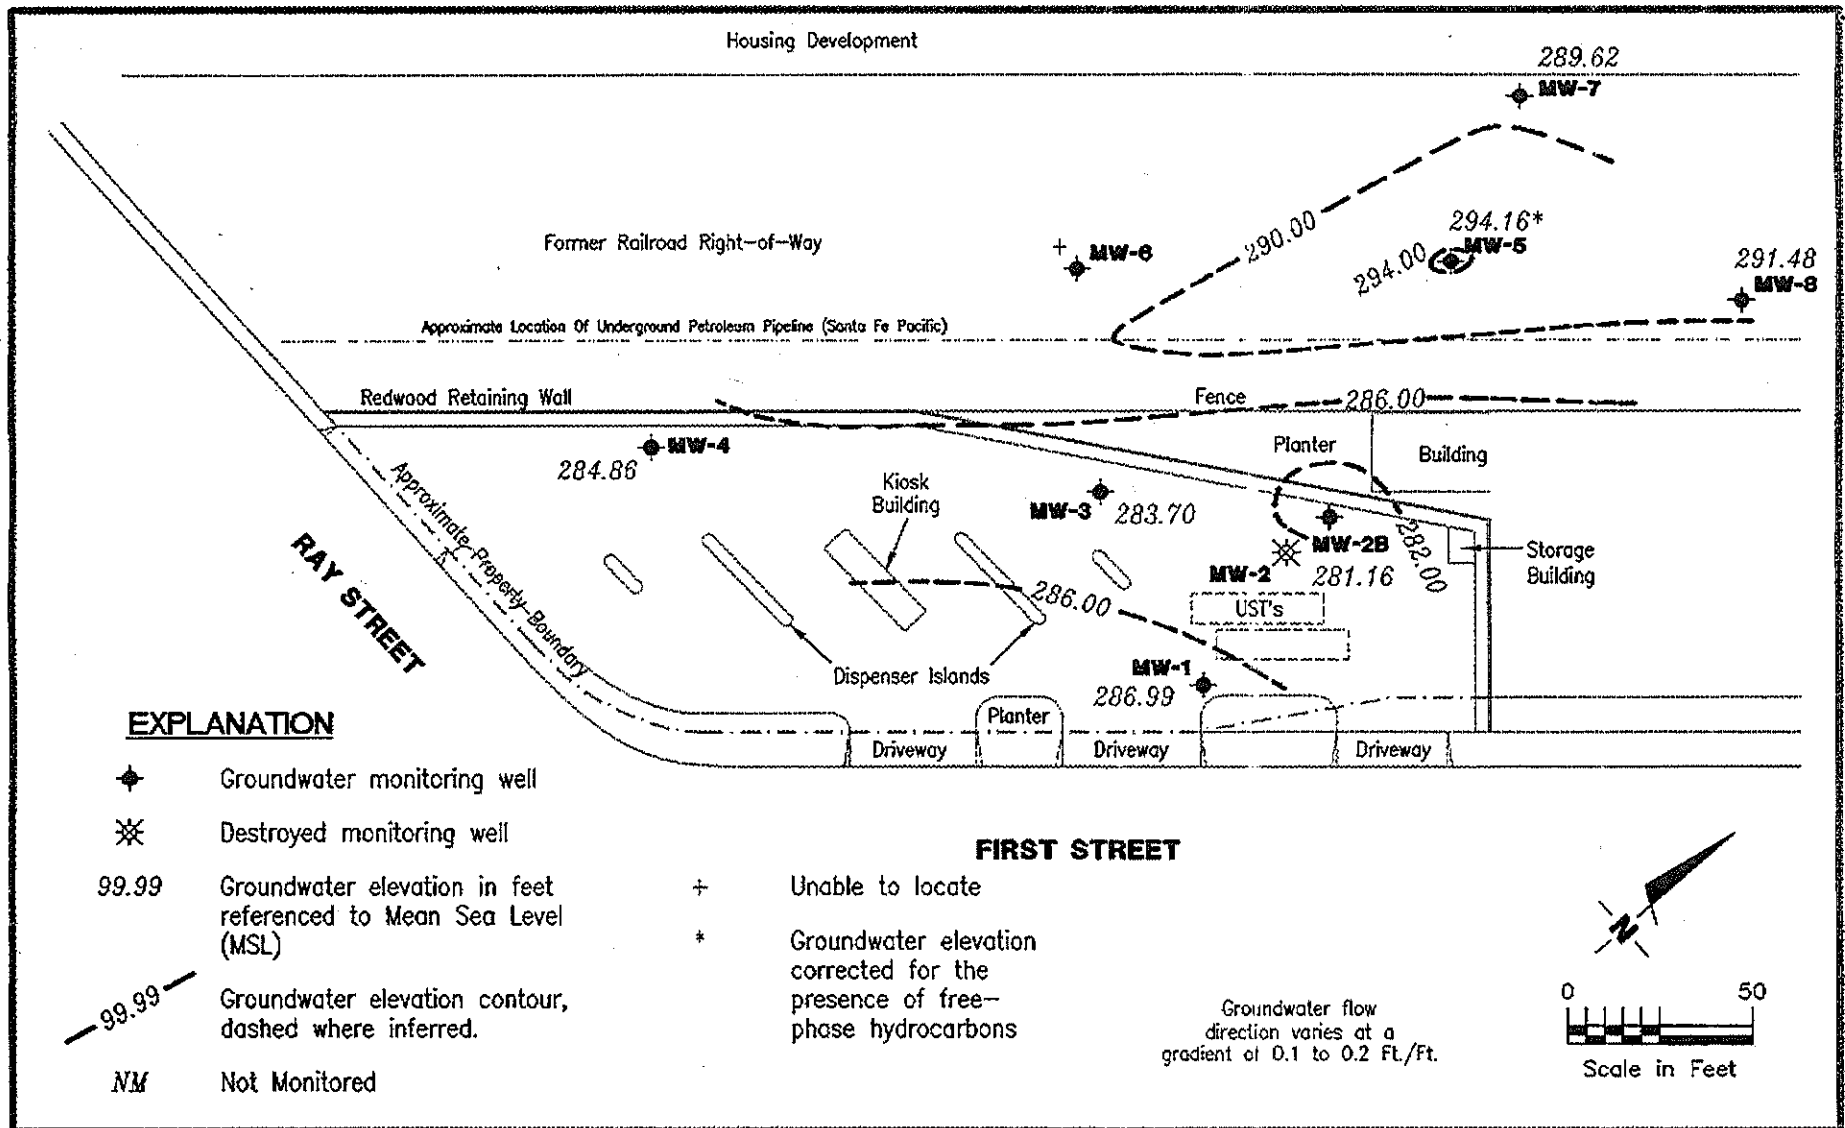 Housing Development
289.62
MW-7
290.00
294.16*
MW-5
294.00
291.48
MW-8
Former Railroad Right-of-Way
+
MW-6
Approximate Location Of Underground Petroleum Pipeline (Santa Fe Pacific)
Redwood Retaining Wall
Fence
286.00
MW-4
284.86
Planter
Building
Kiosk
Building
MW-3
283.70
MW-2B
282.00
MW-2
281.16
Storage
Building
Approximate Property Boundary
RAY STREET
286.00
UST's
MW-1
286.99
Dispenser Islands
Planter
Driveway
Driveway
Driveway
FIRST STREET
EXPLANATION
Groundwater monitoring well
Destroyed monitoring well
99.99 Groundwater elevation in feet
referenced to Mean Sea Level
(MSL)
99.99 Groundwater elevation contour,
dashed where inferred.
NM Not Monitored
+ Unable to locate
* Groundwater elevation
corrected for the
presence of free-
phase hydrocarbons
Groundwater flow
direction varies at a
gradient of 0.1 to 0.2 Ft./Ft.
N
0 50
Scale in Feet